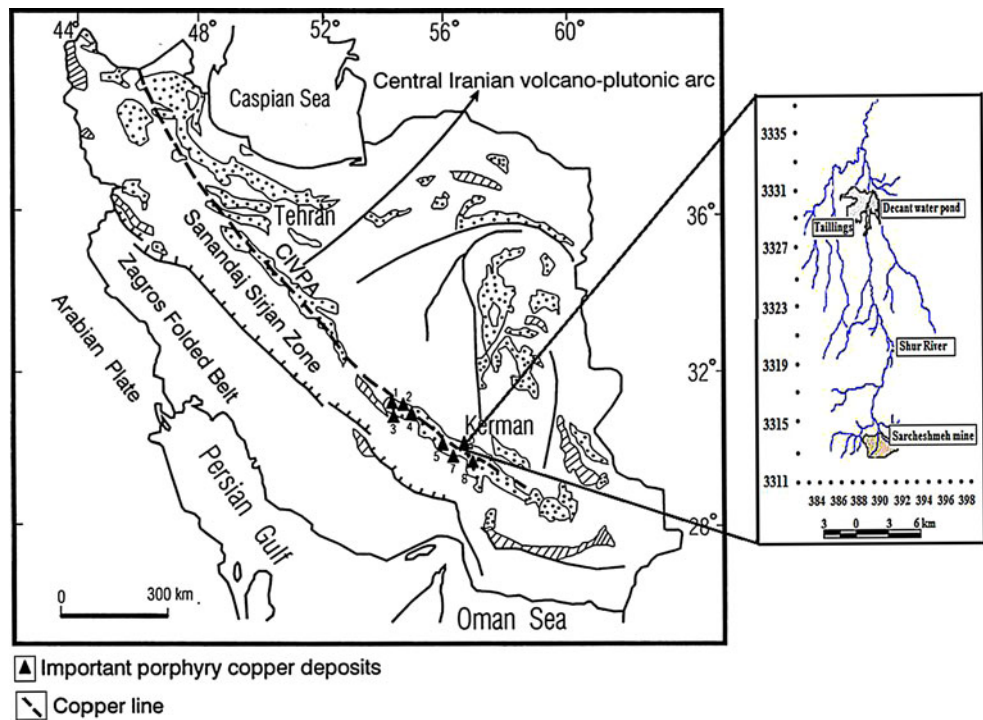 44° 48° 52° 56° 60°
Central Iranian volcano-plutonic arc
Caspian Sea
Tehran
36°
CIVPA
Sanandaj Sirjan Zone
Zagros Folded Belt
Arabian Plate
32°
1 2
3 4
Kerman
5 7
8
Persian Gulf
28°
0 300 km
Oman Sea
Important porphyry copper deposits
Copper line
3335
3331
Decant water pond
Taillings
3327
3323
Shur River
3319
3315
Sarcheshmeh mine
3311
384 386 388 390 392 394 396 398
3 0 3 6 km